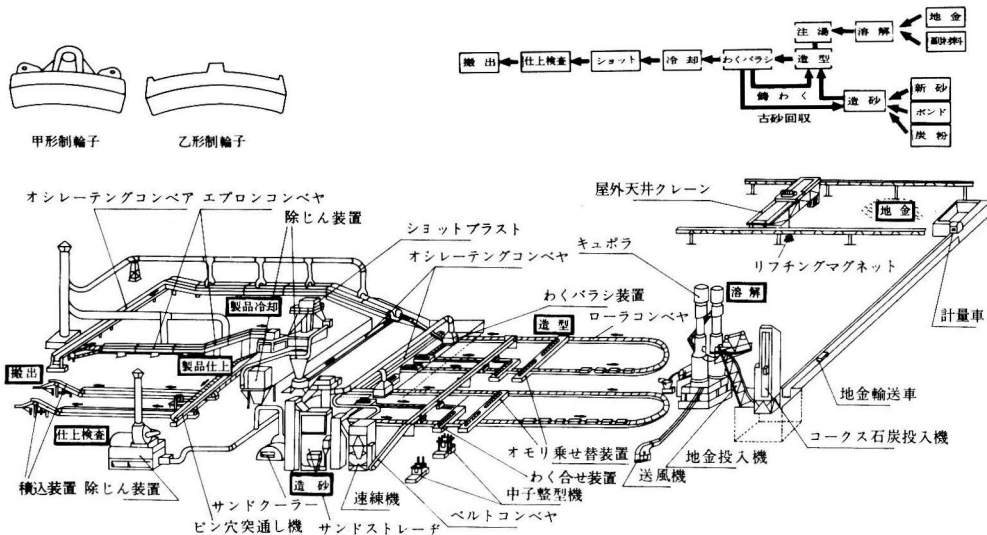 甲形制輪子
乙形制輪子
地金
副材料
溶解
注湯
造型
わくバラシ
冷却
ショット
仕上検査
搬出
鋳わく
古砂回収
造砂
新砂
ボンド
炭粉
オシレーテングコンベア エプロンコンベヤ
除じん装置
ショットブラスト
オシレーテングコンベヤ
キュポラ
屋外天井クレーン
地金
リフチングマグネット
計量車
わくバラシ装置
溶解
製品冷却
造型
ローラコンベヤ
製品仕上
搬出
地金輸送車
仕上検査
コークス石炭投入機
地金投入機
送風機
オモリ乗せ替装置
わく合せ装置
中子整型機
積込装置 除じん装置
造砂
速練機
サンドクーラー
ピン穴突通し機
サンドストレーヂ
ベルトコンベヤ